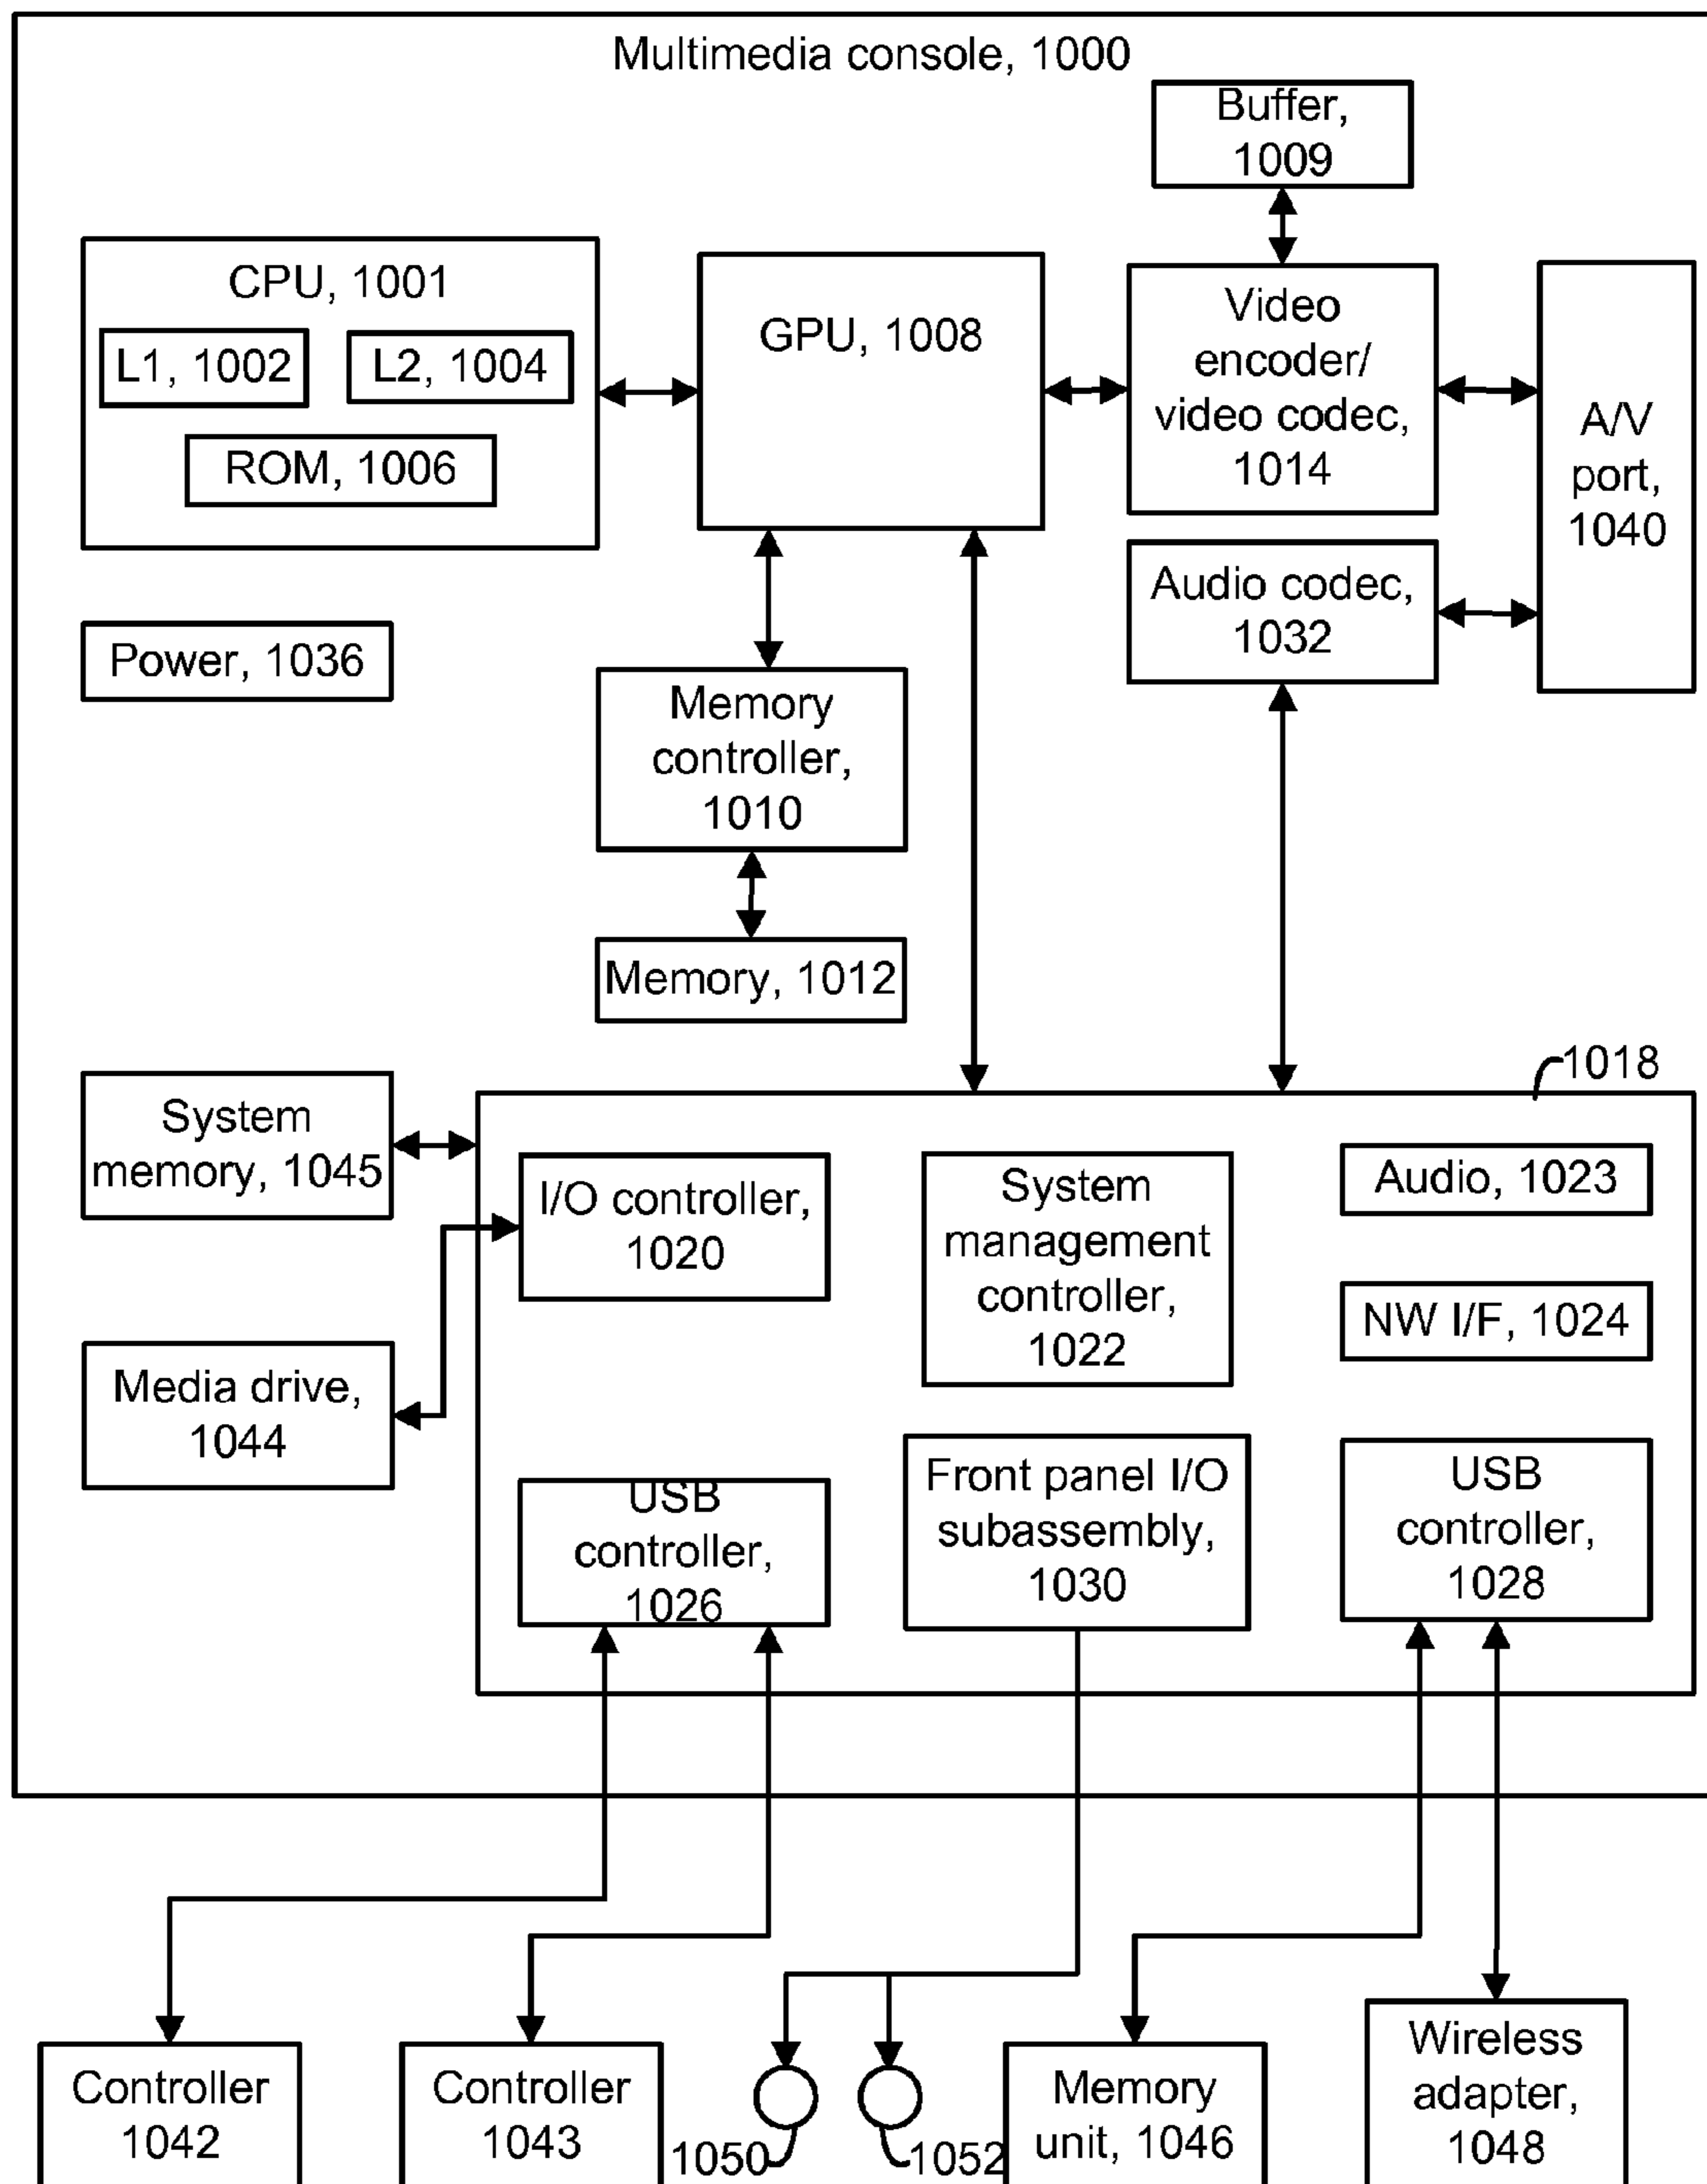 Multimedia console, 1000
Buffer,
1009
CPU, 1001
L1, 1002
L2, 1004
ROM, 1006
GPU, 1008
Video
encoder/
video codec,
1014
A/V
port,
1040
Audio codec,
1032
Power, 1036
Memory
controller,
1010
Memory, 1012
1018
System
memory, 1045
I/O controller,
1020
System
management
controller,
1022
Audio, 1023
NW I/F, 1024
Media drive,
1044
USB
controller,
1026
Front panel I/O
subassembly,
1030
USB
controller,
1028
Controller
1042
Controller
1043
1050
1052
Memory
unit, 1046
Wireless
adapter,
1048